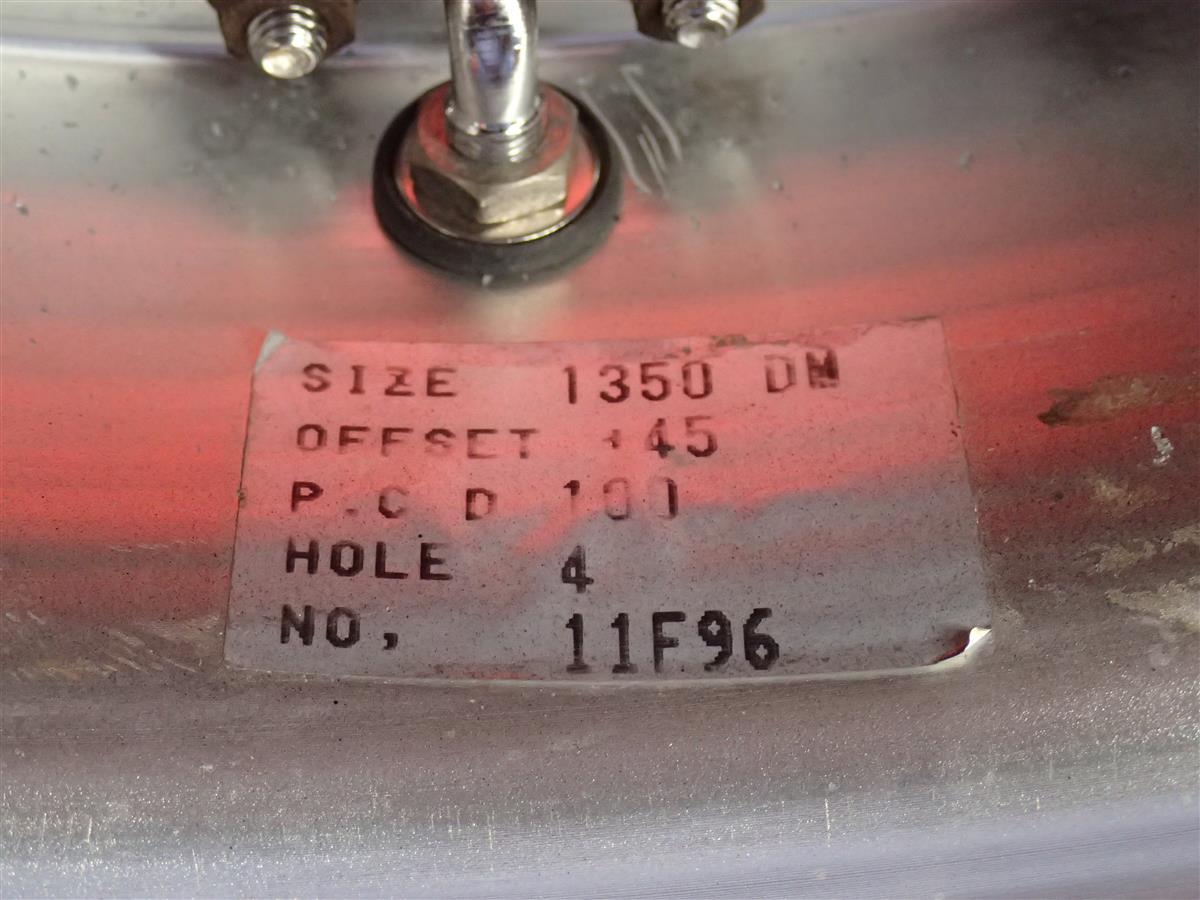 SIZE 1350 DM
OFFSET +45
P.C D 100
HOLE 4
NO, 11F96